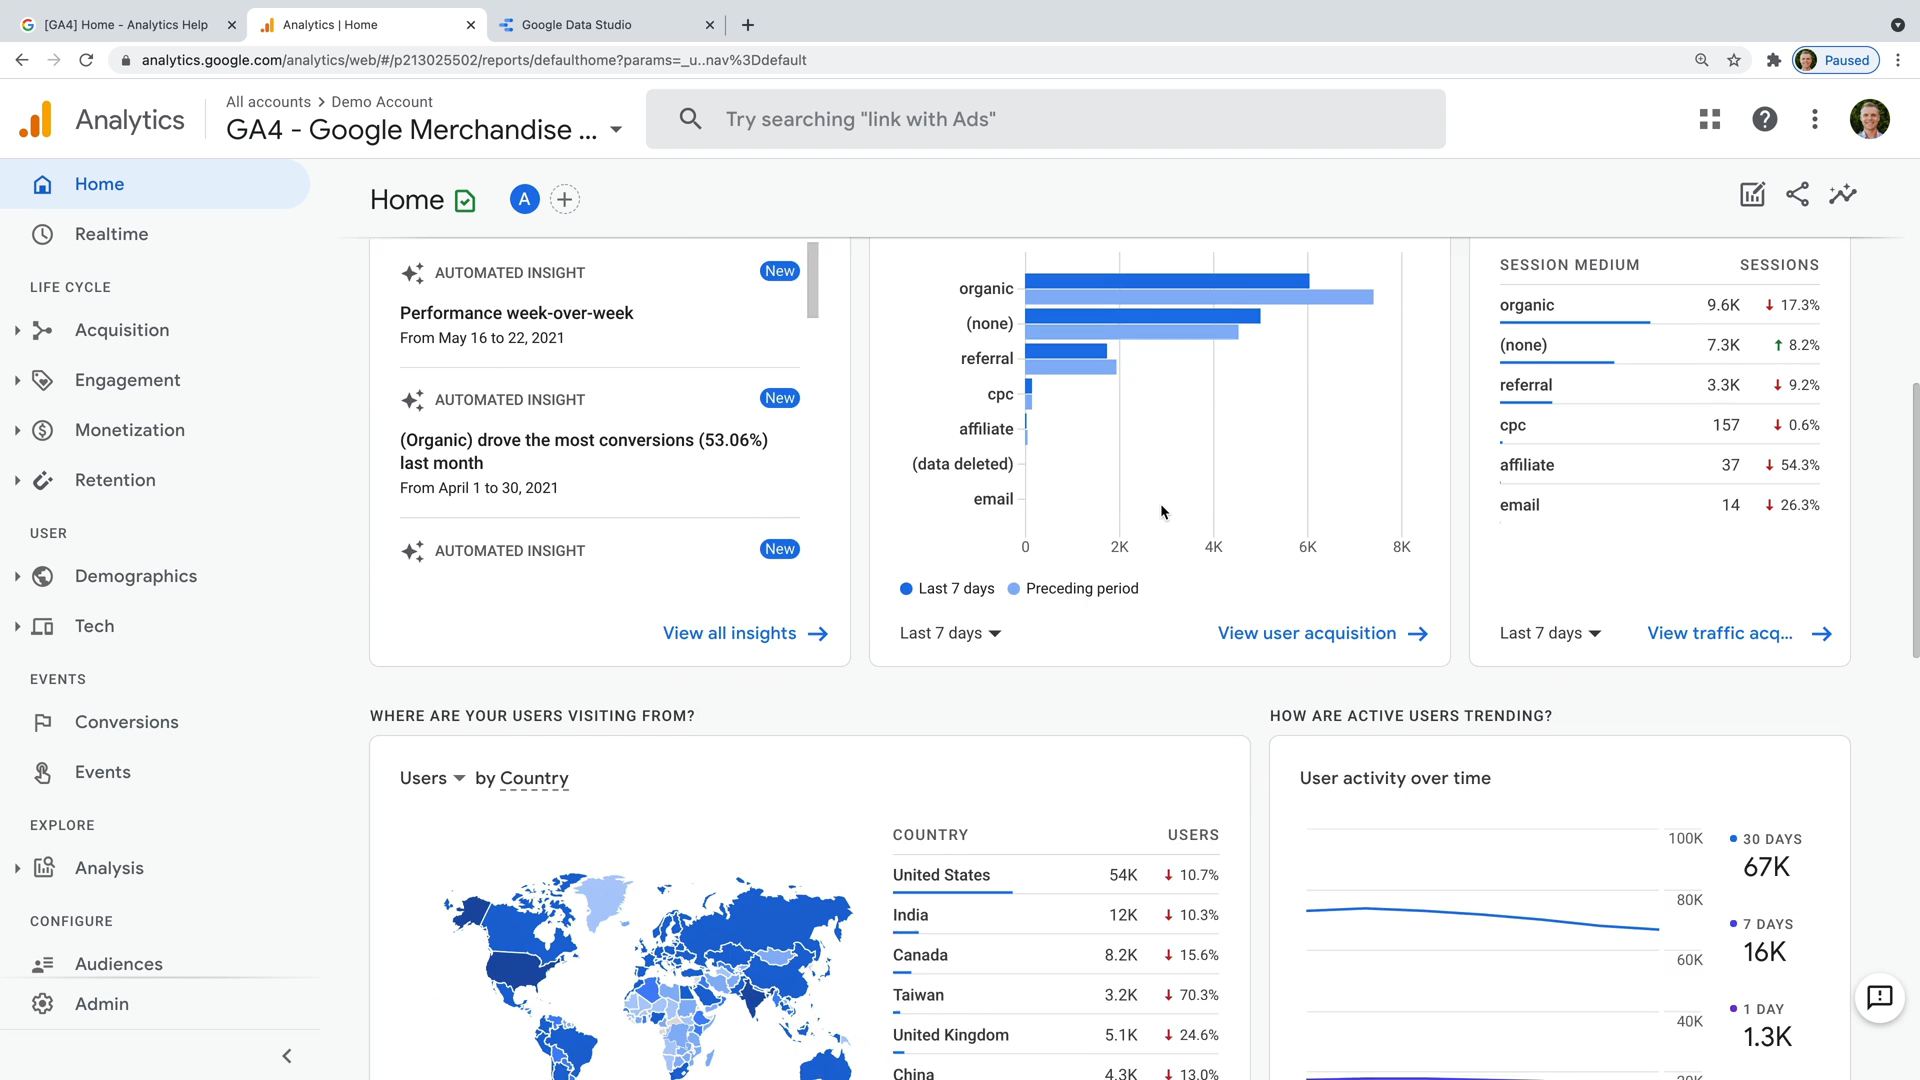 [GA4] Home - Analytics Help
Analytics | Home
Google Data Studio
analytics.google.com/analytics/web/#/p213025502/reports/defaulthome?params=_u..nav%3Ddefault
Paused
Analytics
All accounts > Demo Account
GA4 - Google Merchandise ...
Try searching "link with Ads"
Home
Realtime
LIFE CYCLE
Acquisition
Engagement
Monetization
Retention
USER
Demographics
Tech
EVENTS
Conversions
Events
EXPLORE
Analysis
CONFIGURE
Audiences
Admin
Home
A
AUTOMATED INSIGHT New
Performance week-over-week
From May 16 to 22, 2021
AUTOMATED INSIGHT New
(Organic) drove the most conversions (53.06%)
last month
From April 1 to 30, 2021
AUTOMATED INSIGHT New
View all insights
organic
(none)
referral
cpc
affiliate
(data deleted)
email
0 2K 4K 6K 8K
Last 7 days Preceding period
Last 7 days View user acquisition
SESSION MEDIUM SESSIONS
organic 9.6K 17.3%
(none) 7.3K 8.2%
referral 3.3K 9.2%
cpc 157 0.6%
affiliate 37 54.3%
email 14 26.3%
Last 7 days View traffic acq...
WHERE ARE YOUR USERS VISITING FROM?
Users by Country
COUNTRY USERS
United States 54K 10.7%
India 12K 10.3%
Canada 8.2K 15.6%
Taiwan 3.2K 70.3%
United Kingdom 5.1K 24.6%
China 4.3K 13.0%
HOW ARE ACTIVE USERS TRENDING?
User activity over time
100K
80K
60K
40K
20K
30 DAYS
67K
7 DAYS
16K
1 DAY
1.3K